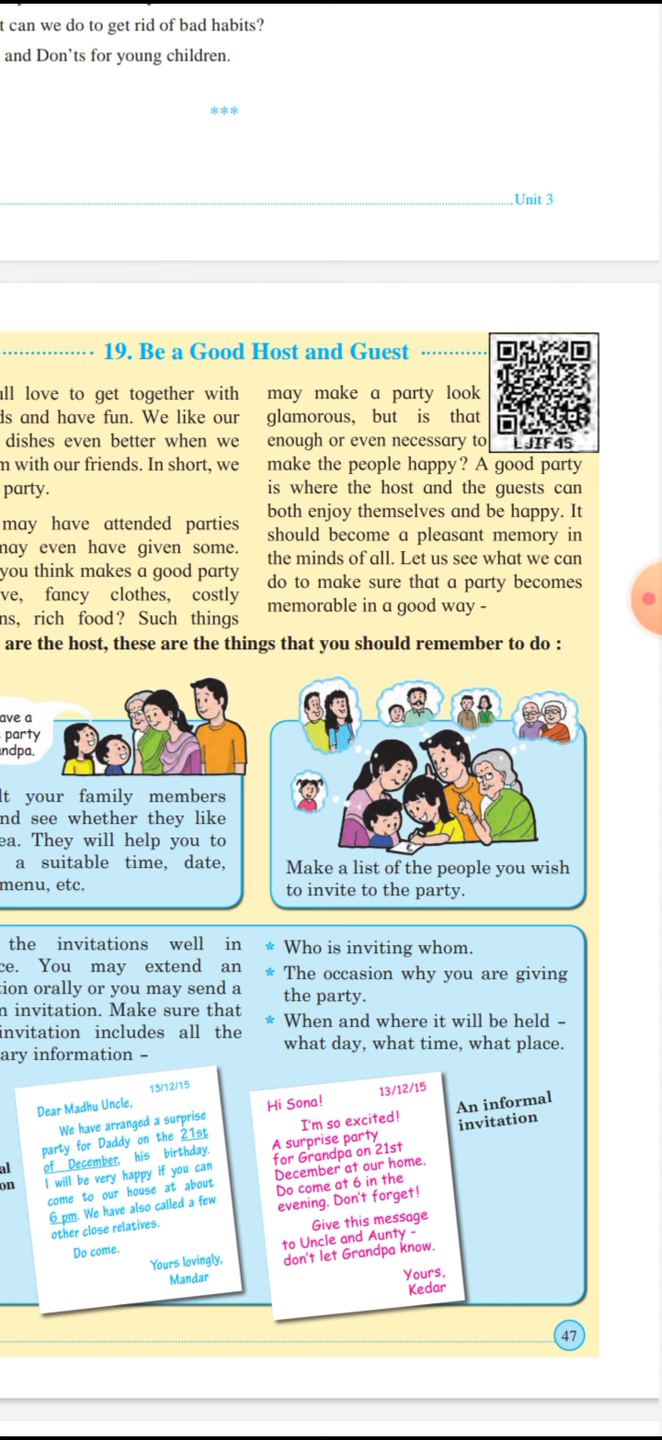 t can we do to get rid of bad habits?
and Don'ts for young children.
***
Unit 3
19. Be a Good Host and Guest
all love to get together with
ds and have fun. We like our
dishes even better when we
m with our friends. In short, we
party.
may have attended parties
may even have given some.
you think makes a good party
ve, fancy clothes, costly
ns, rich food? Such things
may make a party look
glamorous, but is that
enough or even necessary to
make the people happy? A good party
is where the host and the guests can
both enjoy themselves and be happy. It
should become a pleasant memory in
the minds of all. Let us see what we can
do to make sure that a party becomes
memorable in a good way -
LJIF45
are the host, these are the things that you should remember to do :
ave a
party
ndpa.
lt your family members
nd see whether they like
ea. They will help you to
a suitable time, date,
menu, etc.
Make a list of the people you wish
to invite to the party.
the invitations well in
ce. You may extend an
tion orally or you may send a
n invitation. Make sure that
invitation includes all the
ary information –
* Who is inviting whom.
* The occasion why you are giving
the party.
* When and where it will be held –
what day, what time, what place.
al
on
13/12/15
Dear Madhu Uncle,
We have arranged a surprise
party for Daddy on the 21st
of December, his birthday.
I will be very happy if you can
come to our house at about
6 pm. We have also called a few
other close relatives.
Do come.
Yours lovingly,
Mandar
13/12/15
Hi Sona!
I'm so excited!
A surprise party
for Grandpa on 21st
December at our home.
Do come at 6 in the
evening. Don't forget!
Give this message
to Uncle and Aunty -
don't let Grandpa know.
Yours,
Kedar
An informal
invitation
47